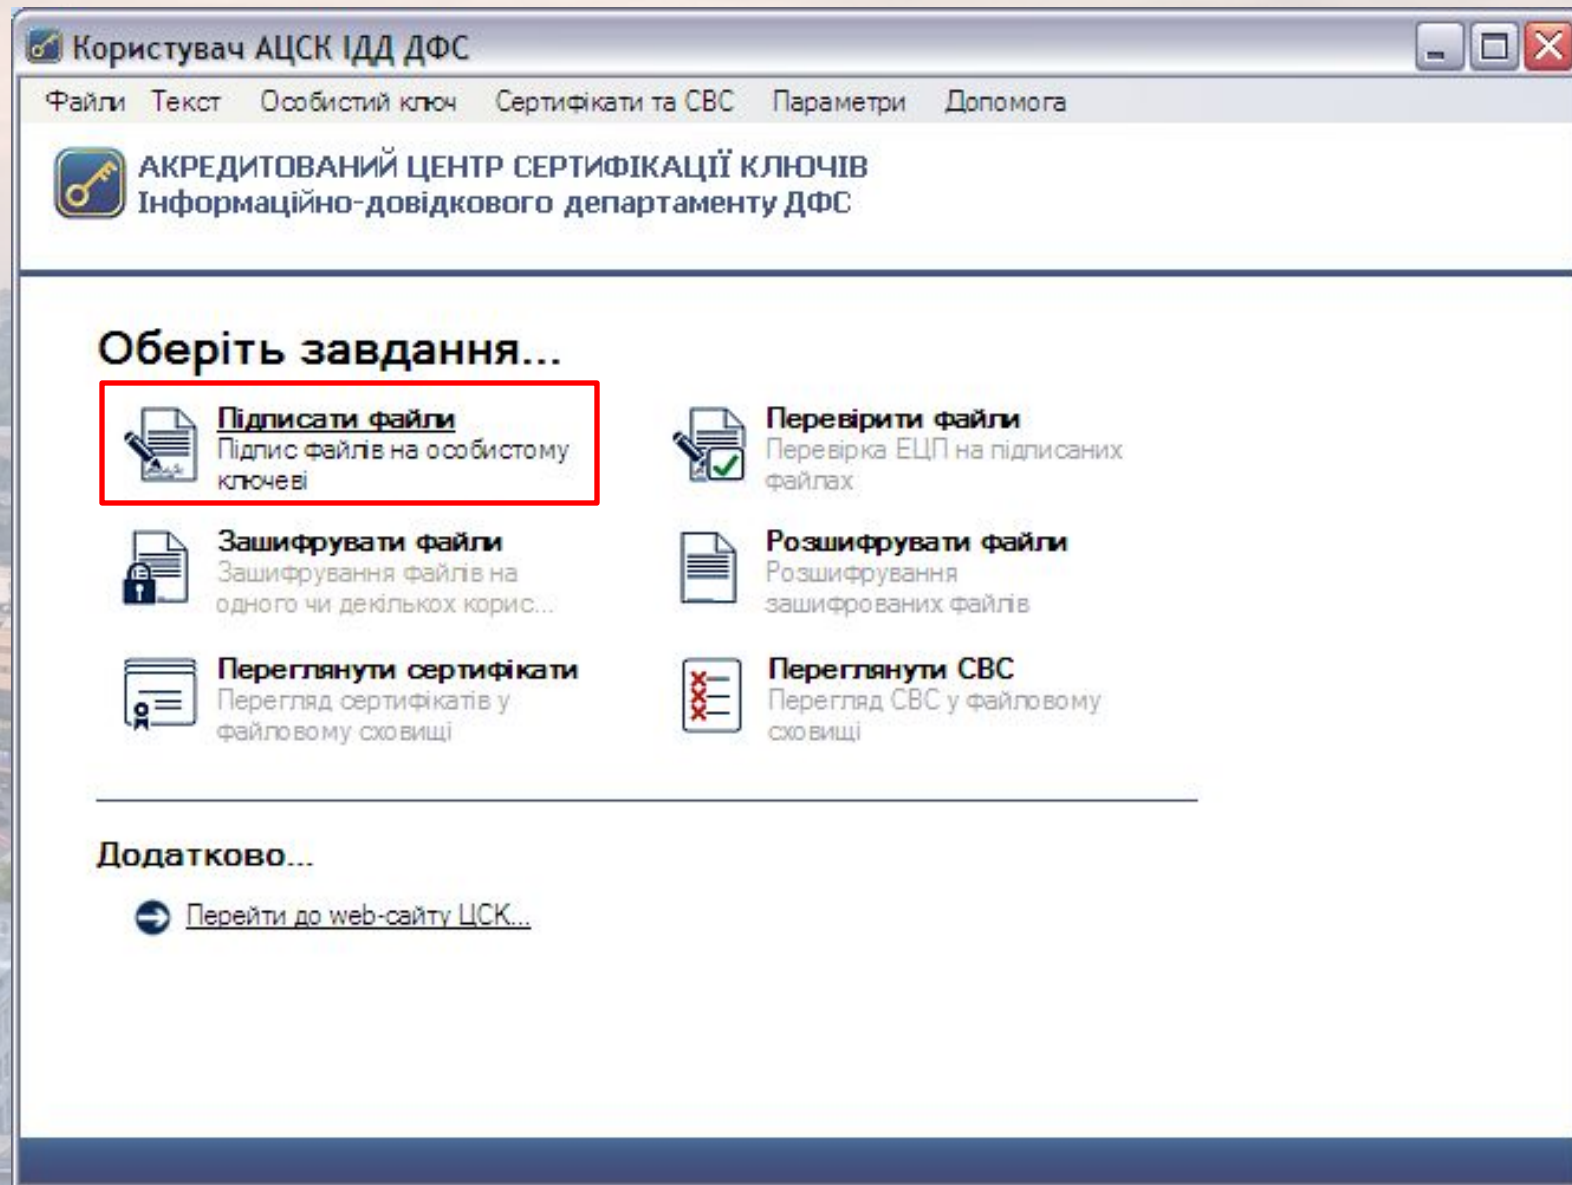 Користувач АЦСК ІДД ДФС
Файли Текст Особистий ключ Сертифікати та СВС Параметри Допомога
АКРЕДИТОВАНИЙ ЦЕНТР СЕРТИФІКАЦІЇ КЛЮЧІВ
Інформаційно-довідкового департаменту ДФС
Оберіть завдання...
Підписати файли
Підпис файлів на особистому
ключеві
Перевірити файли
Перевірка ЕЦП на підписаних
файлах
Зашифрувати файли
Зашифрування файлів на
одного чи декількох корис...
Розшифрувати файли
Розшифрування
зашифрованих файлів
Переглянути сертифікати
Перегляд сертифікатів у
файловому сховищі
Переглянути СВС
Перегляд СВС у файловому
сховищі
Додатково...
Перейти до web-сайту ЦСК...